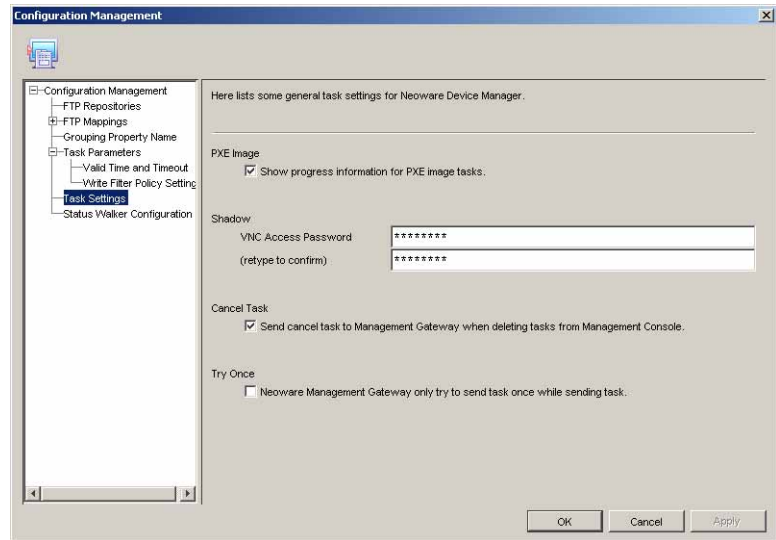 Configuration Management
Configuration Management
FTP Repositories
FTP Mappings
Grouping Property Name
Task Parameters
Valid Time and Timeout
Write Filter Policy Setting
Task Settings
Status Walker Configuration
Here lists some general task settings for Neoware Device Manager.
PXE Image
Show progress information for PXE image tasks.
Shadow
VNC Access Password ********
(retype to confirm) ********
Cancel Task
Send cancel task to Management Gateway when deleting tasks from Management Console.
Try Once
Neoware Management Gateway only try to send task once while sending task.
OK Cancel Apply